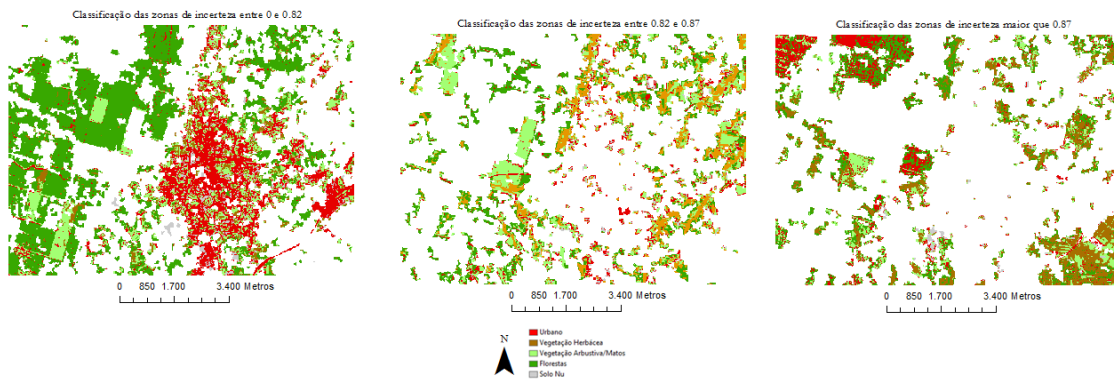 Classificação das zonas de incerteza entre 0 e 0.82
Classificação das zonas de incerteza entre 0.82 e 0.87
Classificação das zonas de incerteza maior que 0.87
0 850 1.700 3.400 Metros
0 850 1.700 3.400 Metros
0 850 1.700 3.400 Metros
N
Urbano
Vegetação Herbácea
Vegetação Arbustiva/Matos
Florestas
Solo Nu